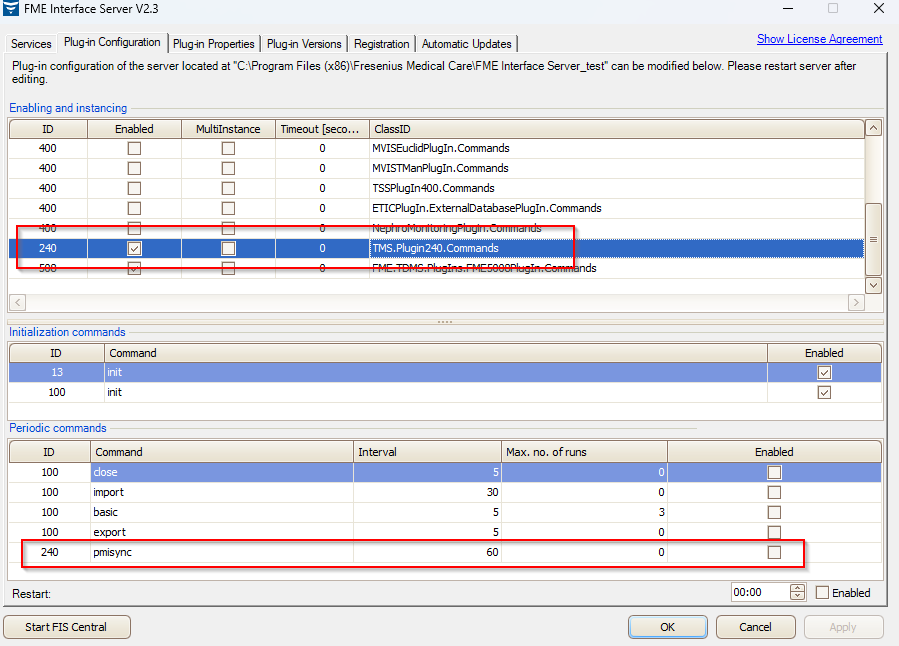 FME Interface Server V2.3
Services Plug-in Configuration Plug-in Properties Plug-in Versions Registration Automatic Updates Show License Agreement
Plug-in configuration of the server located at "C:\Program Files (x86)\Fresenius Medical Care\FME Interface Server_test" can be modified below. Please restart server after
editing.
Enabling and instancing
ID Enabled MultiInstance Timeout [seco... ClassID
400 0 MVISEuclidPlugIn.Commands
400 0 MVISTManPlugIn.Commands
400 0 TSSPlugIn400.Commands
400 0 ETICPlugIn.ExternalDatabasePlugIn.Commands
400 0 NephroMonitoringPlugin.Commands
240 0 TMS.Plugin240.Commands
500 0 FME.TDMS.PlugIns.FME5008PlugIn.Commands
Initialization commands
ID Command Enabled
13 init
100 init
Periodic commands
ID Command Interval Max. no. of runs Enabled
100 close 5 0
100 import 30 0
100 basic 5 3
100 export 5 0
240 pmisync 60 0
Restart: 00:00 Enabled
Start FIS Central OK Cancel Apply